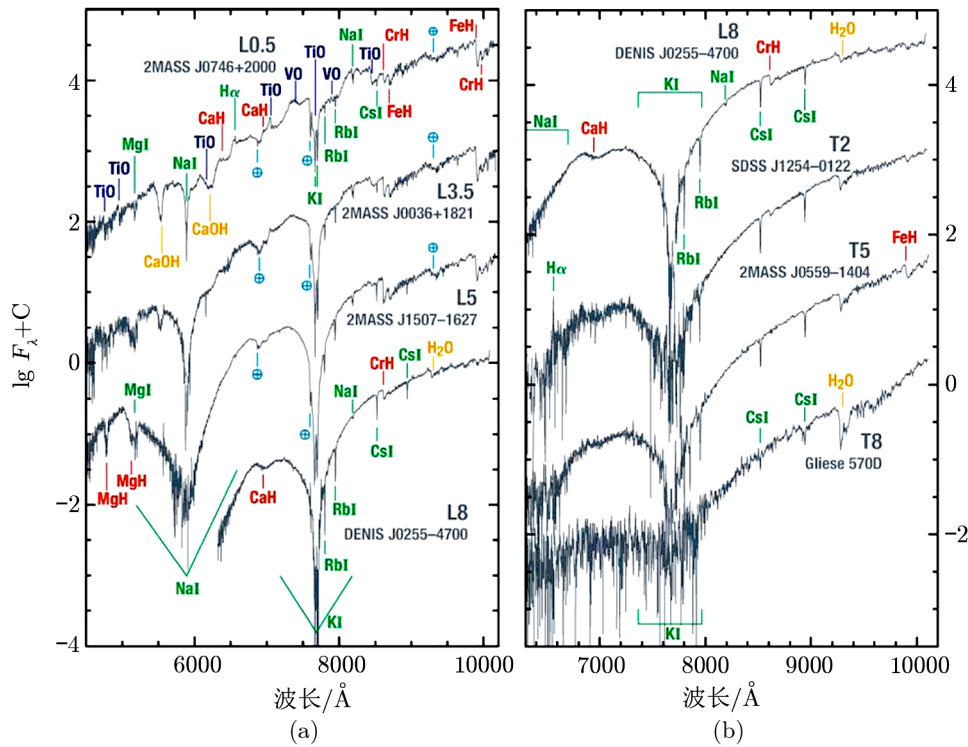 L0.5
2MASS J0746+2000
TiO
TiO
MgI
NaI
TiO
CaH
Hα
CaH
TiO
VO
TiO
VO
NaI
TiO
CrH
FeH
CsI
FeH
CrH
RbI
RbI
KI
CaOH
CaOH
L3.5
2MASS J0036+1821
L5
2MASS J1507−1627
MgI
MgH
MgH
NaI
CaH
NaI
CrH
CsI
H₂O
CsI
RbI
RbI
KI
L8
DENIS J0255−4700
4
2
0
−2
−4
lg Fλ+C
6000 8000 10000
波长/Å
(a)
L8
DENIS J0255−4700
NaI
CaH
KI
NaI
CrH
H₂O
CsI
CsI
RbI
RbI
T2
SDSS J1254−0122
Hα
T5
2MASS J0559−1404
FeH
H₂O
CsI
CsI
T8
Gliese 570D
KI
4
2
0
−2
7000 8000 9000 10000
波长/Å
(b)